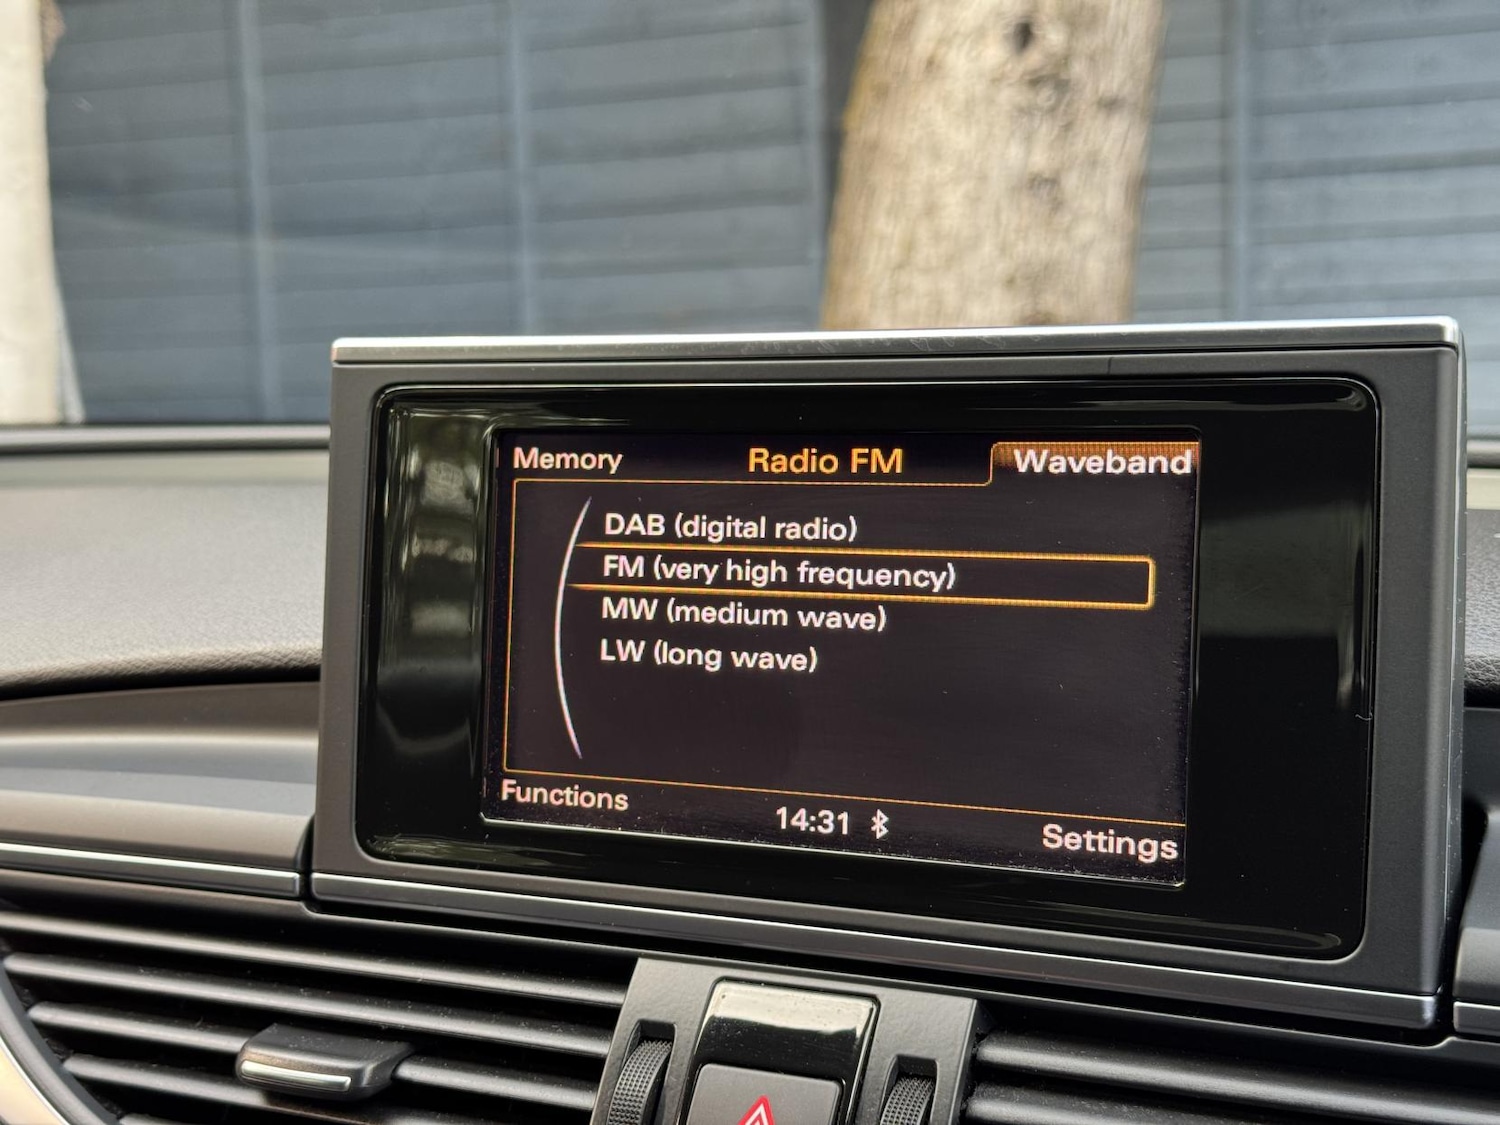 Memory Radio FM Waveband
DAB (digital radio)
FM (very high frequency)
MW (medium wave)
LW (long wave)
Functions 14:31 Settings